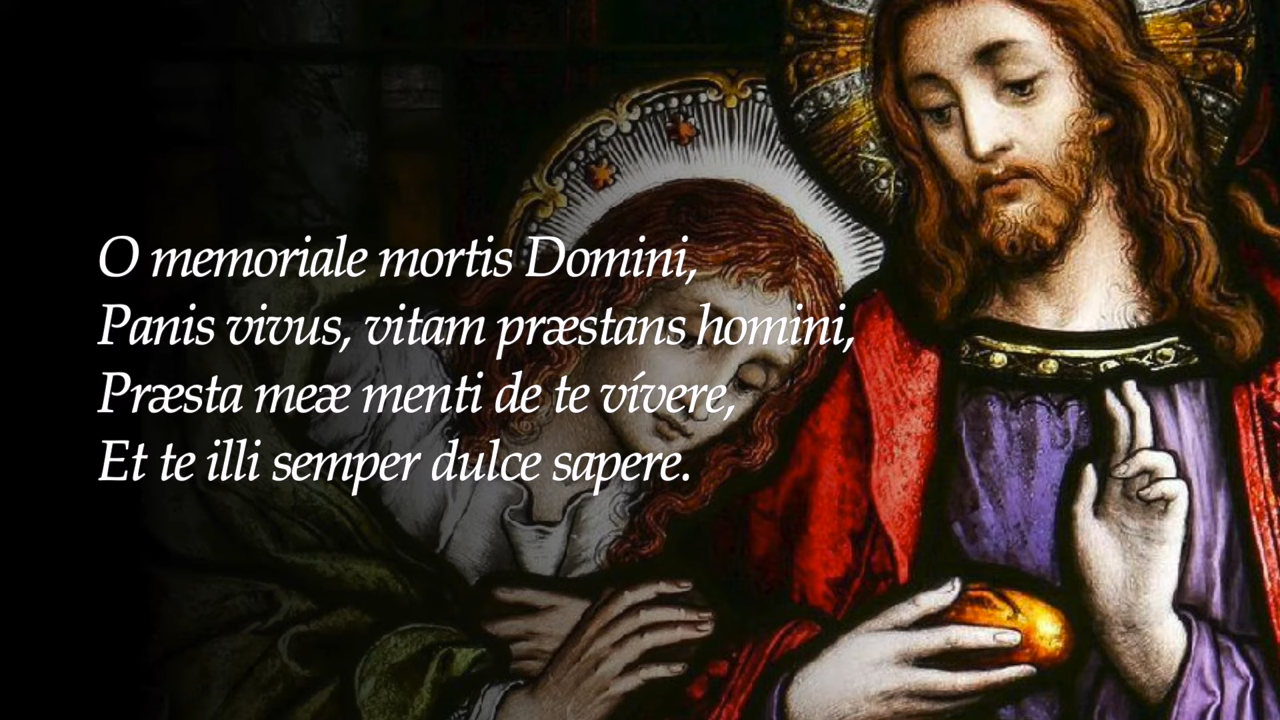 O memoriale mortis Domini,
Panis vivus, vitam præstans homini,
Præsta meæ menti de te vívere,
Et te illi semper dulce sapere.